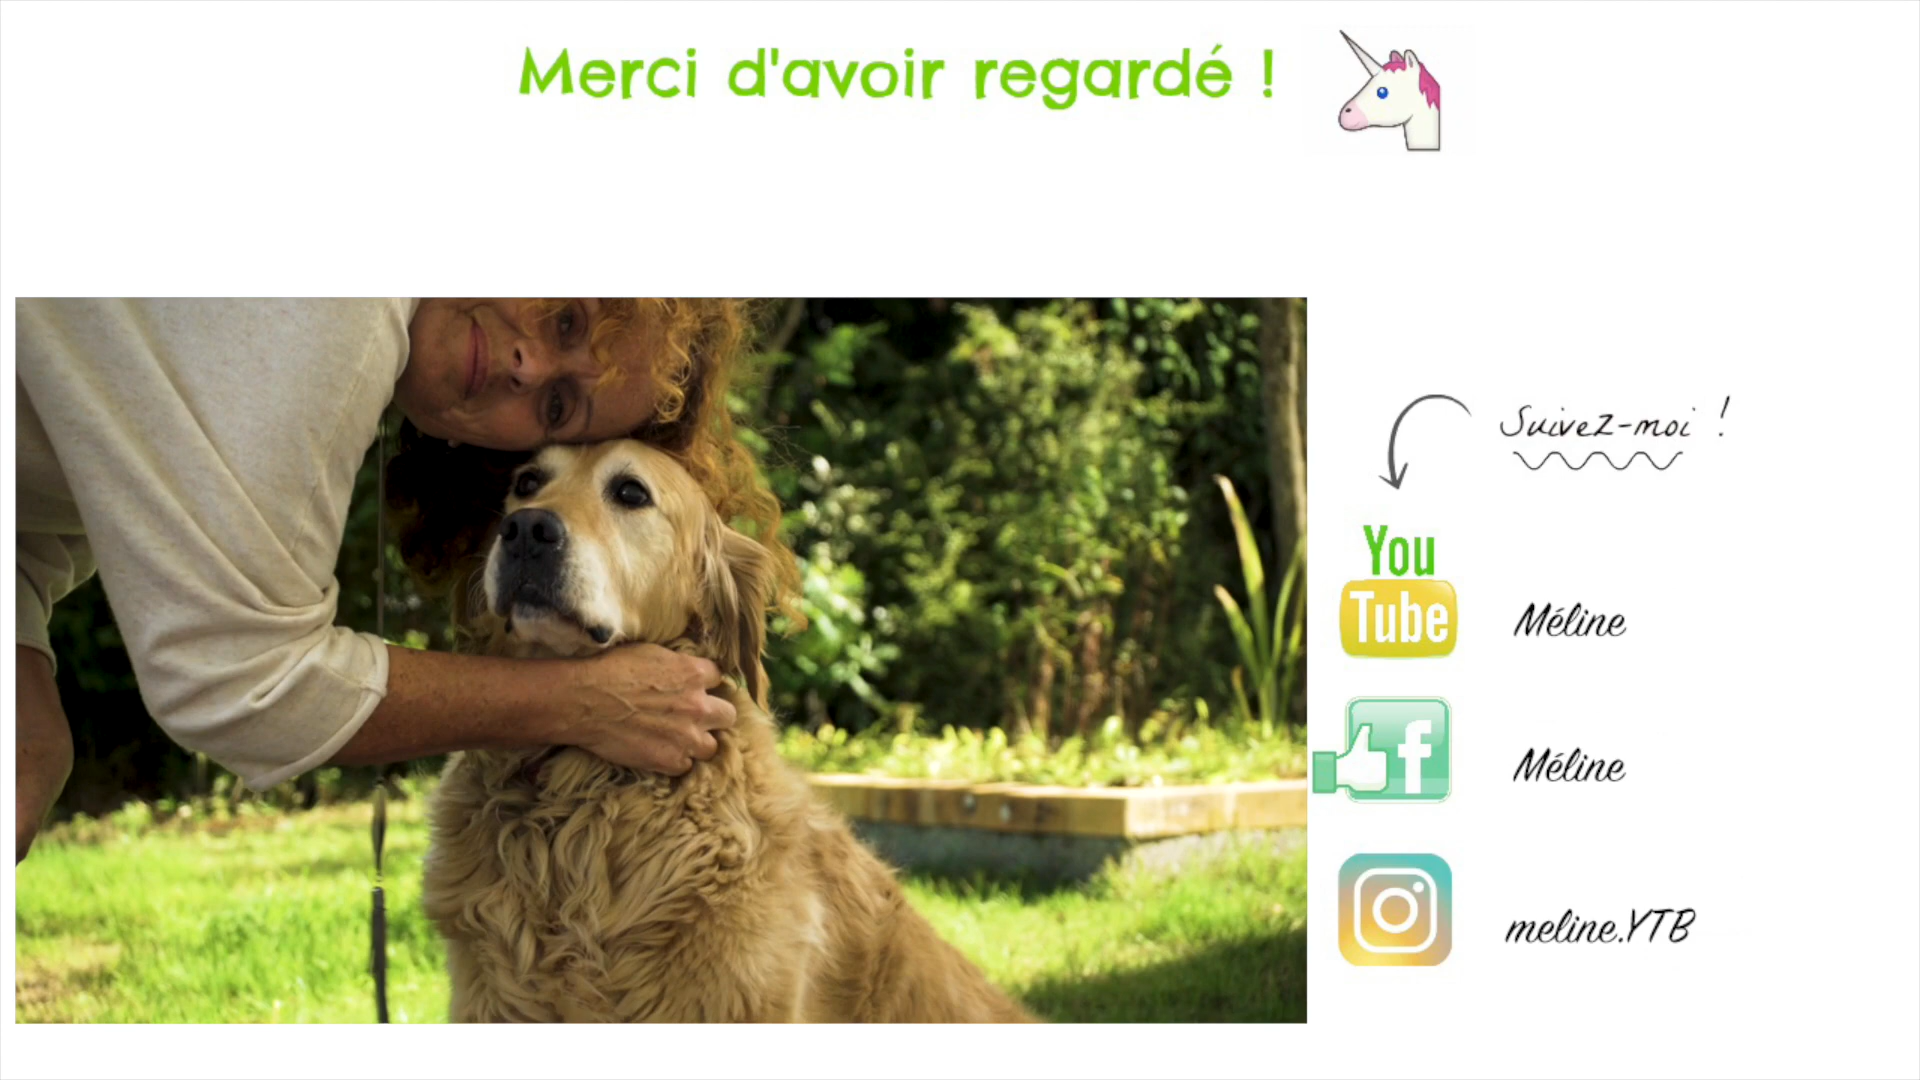 Merci d'avoir regardé !
Suivez-moi !
You
Tube
Méline
f
Méline
meline.YTB